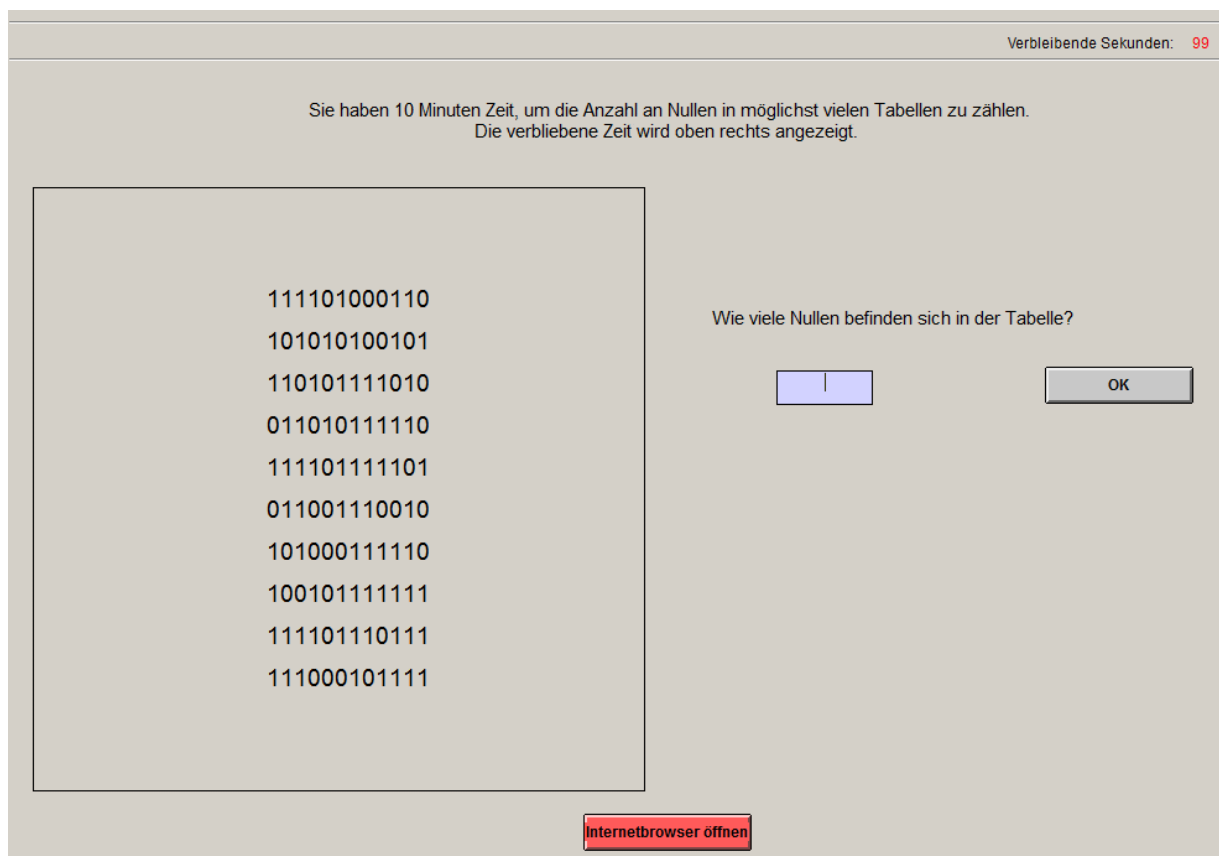 Verbleibende Sekunden: 99
Sie haben 10 Minuten Zeit, um die Anzahl an Nullen in möglichst vielen Tabellen zu zählen.
Die verbliebene Zeit wird oben rechts angezeigt.
111101000110
101010100101
110101111010
011010111110
111101111101
011001110010
101000111110
100101111111
111101110111
111000101111
Wie viele Nullen befinden sich in der Tabelle?
OK
Internetbrowser öffnen